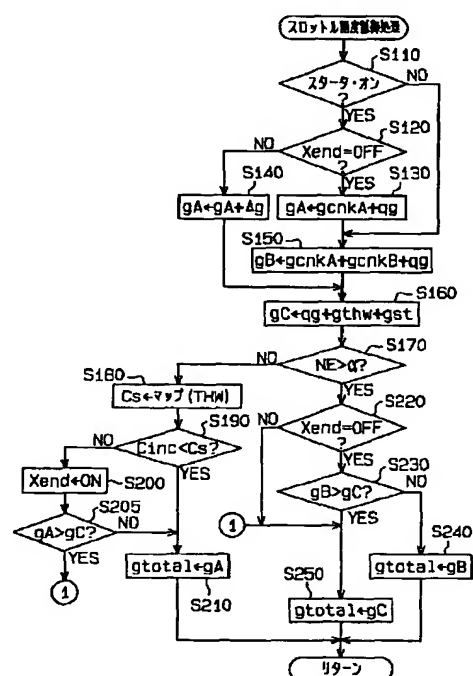 スロットル開度制御処理
S110
スタータ・オン
?
NO
YES
S120
Xend=OFF
?
NO
YES
S140
gA←gA+Δg
S130
gA←gcnkA+qg
S150
gB←gcnkA+gcnkB+qg
S160
gC←qg+gthw+gst
S170
NE>α?
NO
YES
S180
Cs←マップ(THW)
S190
Cinc<Cs?
NO
YES
S200
Xend←ON
S205
gA>gC?
NO
YES
1
S210
gtotal←gA
S220
Xend=OFF
?
NO
YES
S230
gB>gC?
NO
YES
1
S240
gtotal←gB
S250
gtotal←gC
リターン